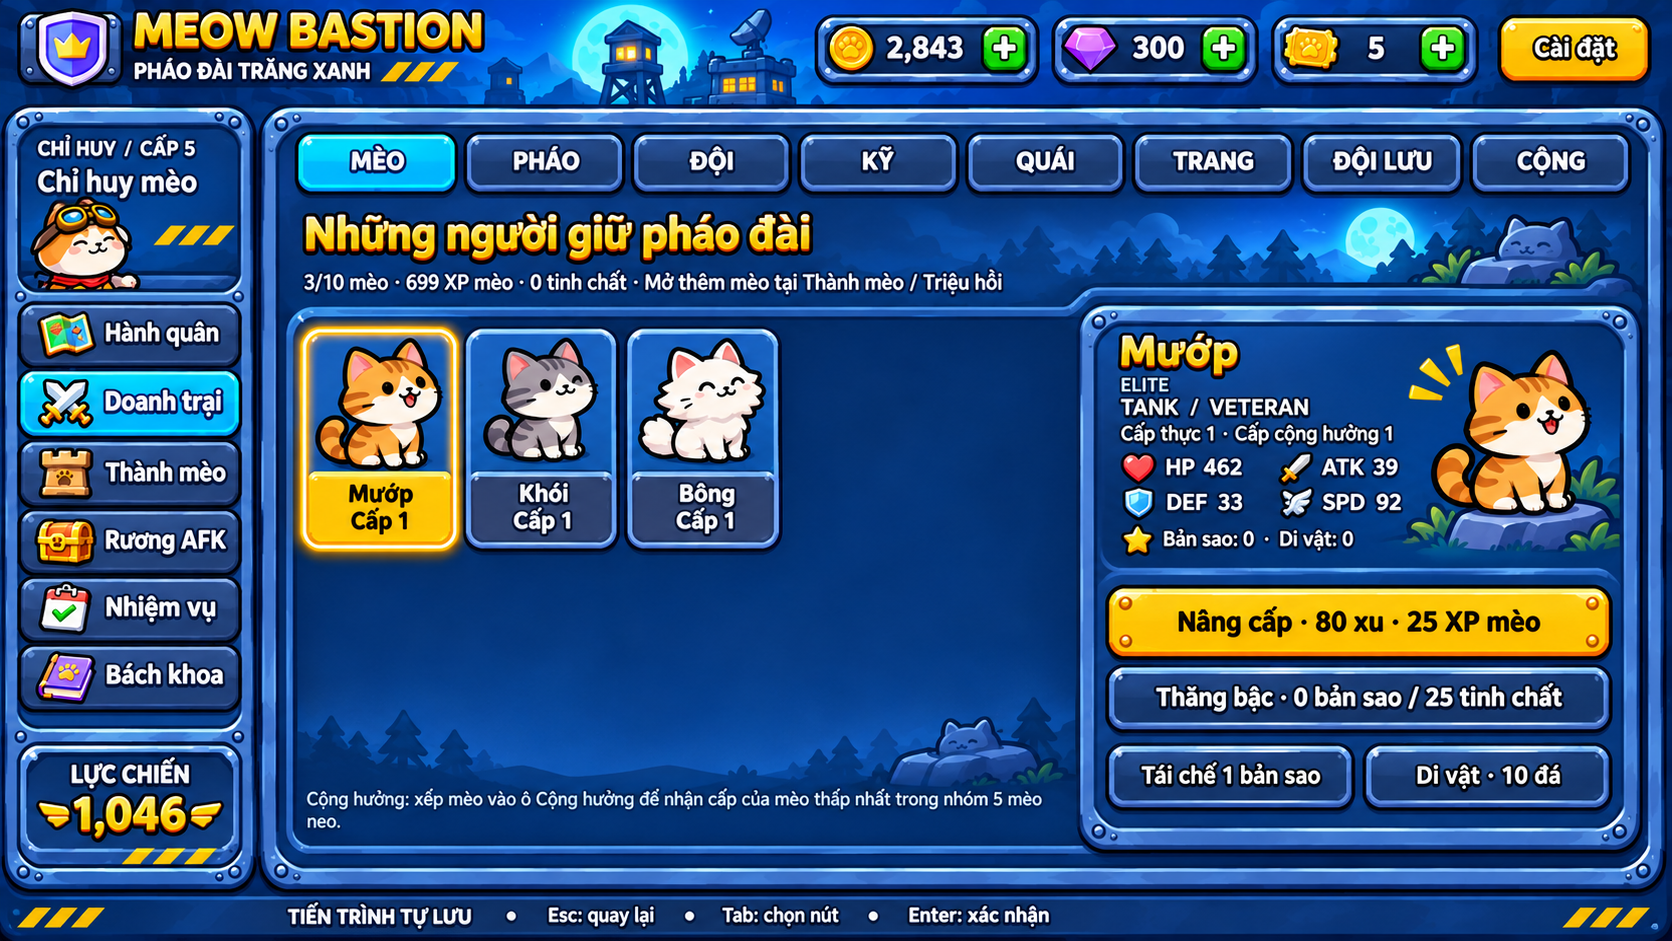 MEOW BASTION
PHÁO ĐÀI TRĂNG XANH
2,843
300
5
Cài đặt
CHỈ HUY / CẤP 5
Chỉ huy mèo
Hành quân
Doanh trại
Thành mèo
Rương AFK
Nhiệm vụ
Bách khoa
LỰC CHIẾN
1,046
MÈO
PHÁO
ĐỘI
KỸ
QUÁI
TRANG
ĐỘI LƯU
CỘNG
Những người giữ pháo đài
3/10 mèo · 699 XP mèo · 0 tinh chất · Mở thêm mèo tại Thành mèo / Triệu hồi
Mướp
Cấp 1
Khói
Cấp 1
Bông
Cấp 1
Cộng hưởng: xếp mèo vào ô Cộng hưởng để nhận cấp của mèo thấp nhất trong nhóm 5 mèo
neo.
Mướp
ELITE
TANK / VETERAN
Cấp thực 1 · Cấp cộng hường 1
HP 462
ATK 39
DEF 33
SPD 92
Bản sao: 0 · Di vật: 0
Nâng cấp · 80 xu · 25 XP mèo
Thăng bậc · 0 bản sao / 25 tinh chất
Tái chế 1 bản sao
Di vật · 10 đá
TIẾN TRÌNH TỰ LƯU • Esc: quay lại • Tab: chọn nút • Enter: xác nhận